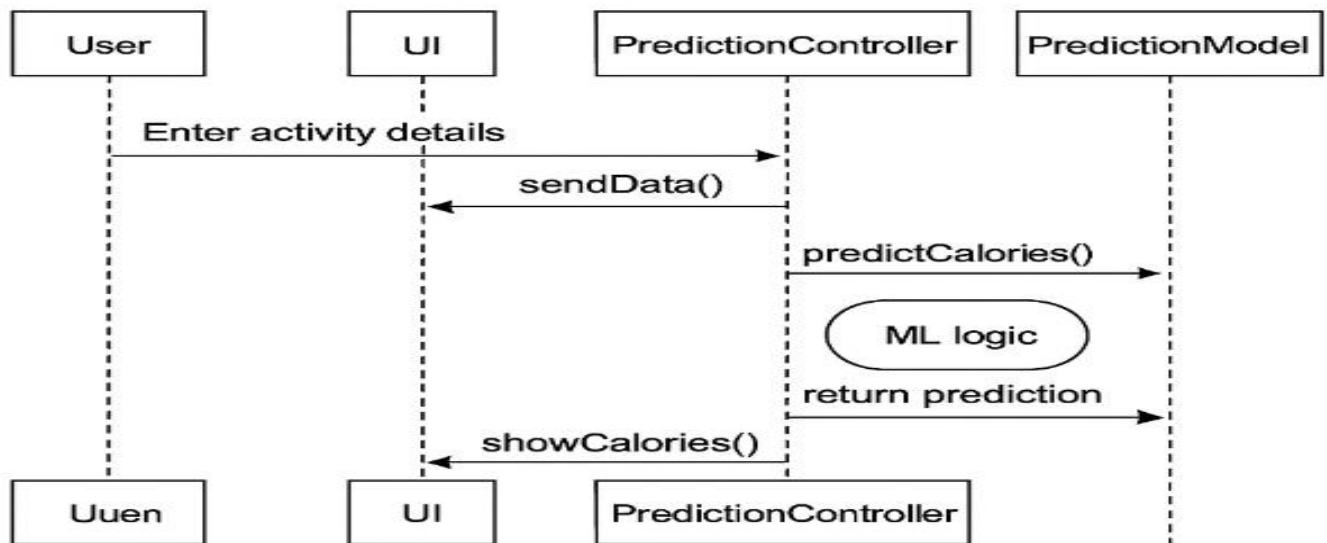 User UI PredictionController PredictionModel
Enter activity details
sendData()
predictCalories()
ML logic
return prediction
showCalories()
Uuen UI PredictionController